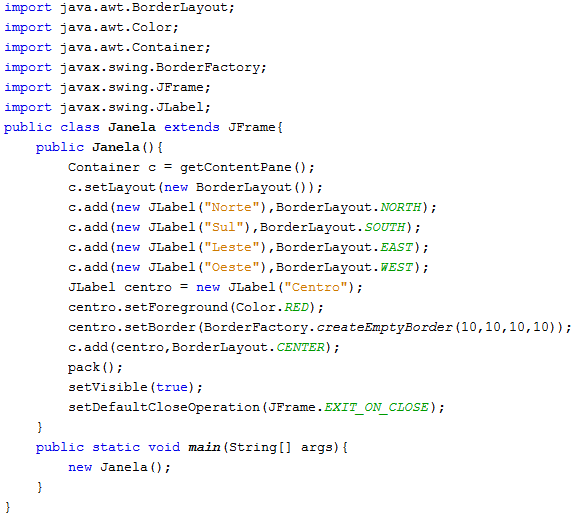 import java.awt.BorderLayout;
import java.awt.Color;
import java.awt.Container;
import javax.swing.BorderFactory;
import javax.swing.JFrame;
import javax.swing.JLabel;
public class Janela extends JFrame{
    public Janela(){
        Container c = getContentPane();
        c.setLayout(new BorderLayout());
        c.add(new JLabel("Norte"),BorderLayout.NORTH);
        c.add(new JLabel("Sul"),BorderLayout.SOUTH);
        c.add(new JLabel("Leste"),BorderLayout.EAST);
        c.add(new JLabel("Oeste"),BorderLayout.WEST);
        JLabel centro = new JLabel("Centro");
        centro.setForeground(Color.RED);
        centro.setBorder(BorderFactory.createEmptyBorder(10,10,10,10));
        c.add(centro,BorderLayout.CENTER);
        pack();
        setVisible(true);
        setDefaultCloseOperation(JFrame.EXIT_ON_CLOSE);
    }
    public static void main(String[] args){
        new Janela();
    }
}